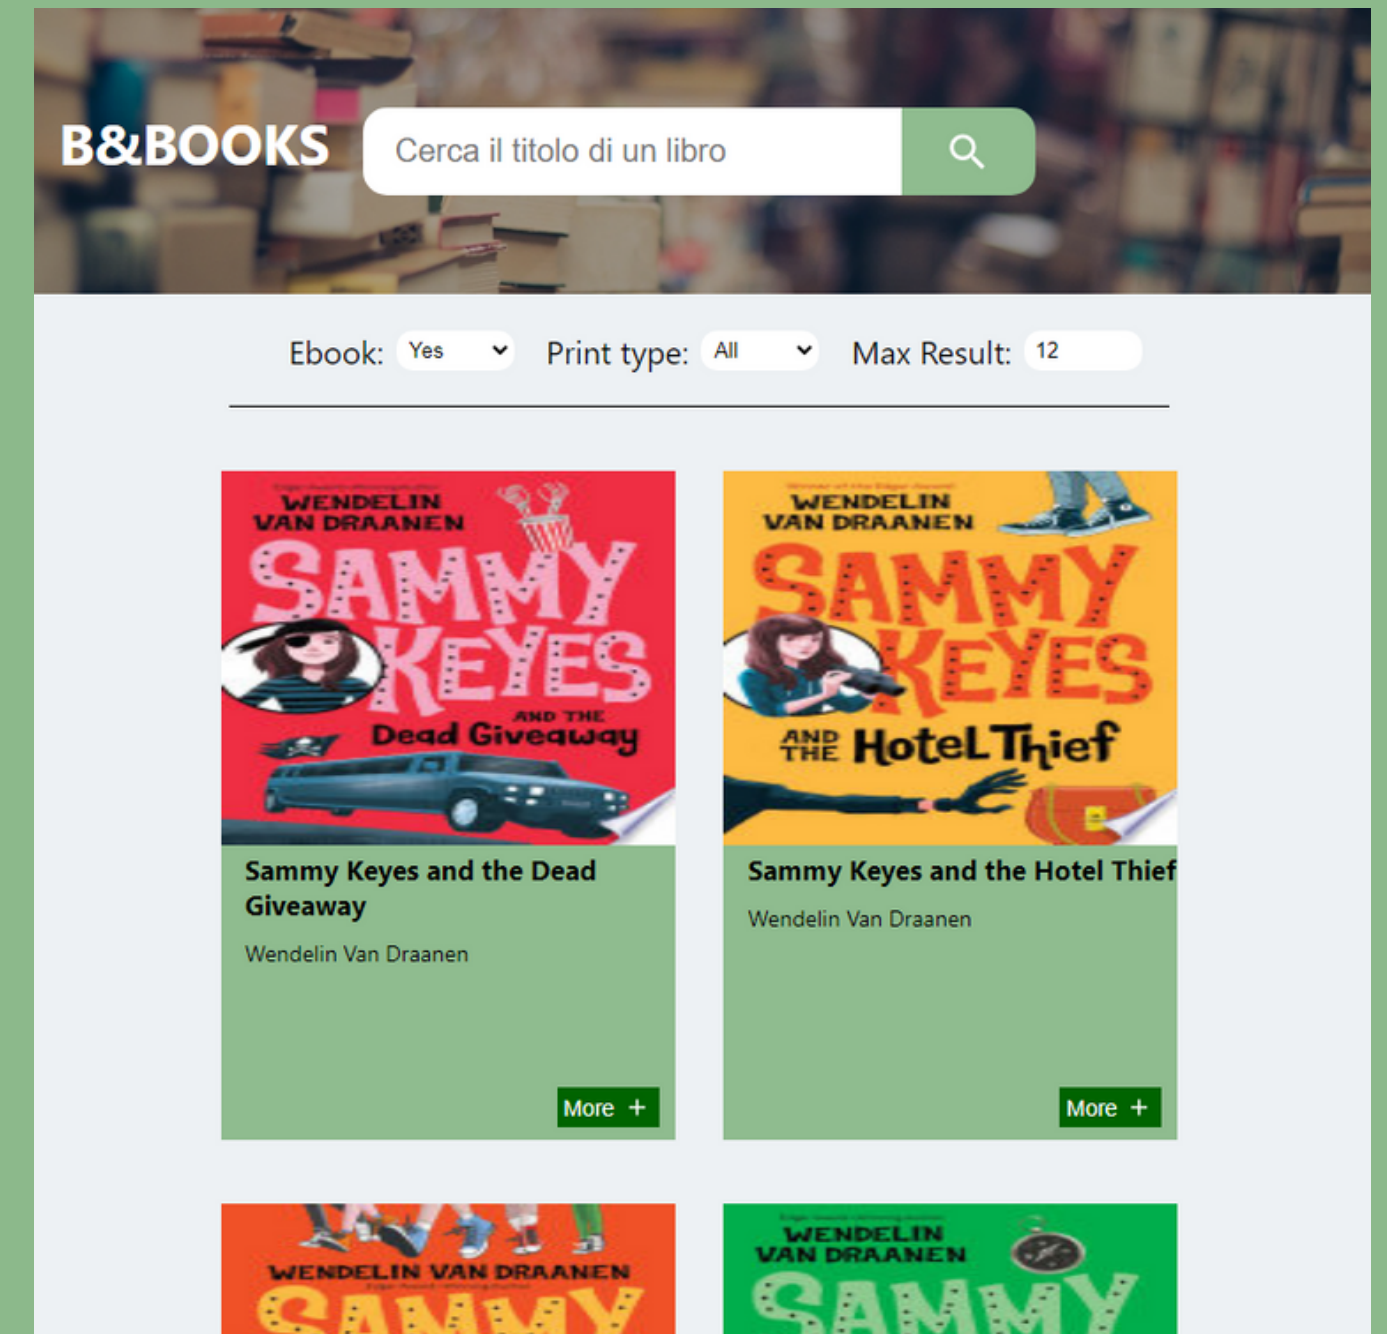 B&BOOKS
Cerca il titolo di un libro
Ebook: Yes Print type: All Max Result: 12
WENDELIN
VAN DRAANEN
SAMMY
KEYES
AND THE
Dead Giveaway
Sammy Keyes and the Dead
Giveaway
Wendelin Van Draanen
More +
WENDELIN
VAN DRAANEN
SAMMY
KEYES
AND
THE HoteL Thief
Sammy Keyes and the Hotel Thief
Wendelin Van Draanen
More +
WENDELIN VAN DRAANEN
SAMMY
WENDELIN
VAN DRAANEN
SAMMY